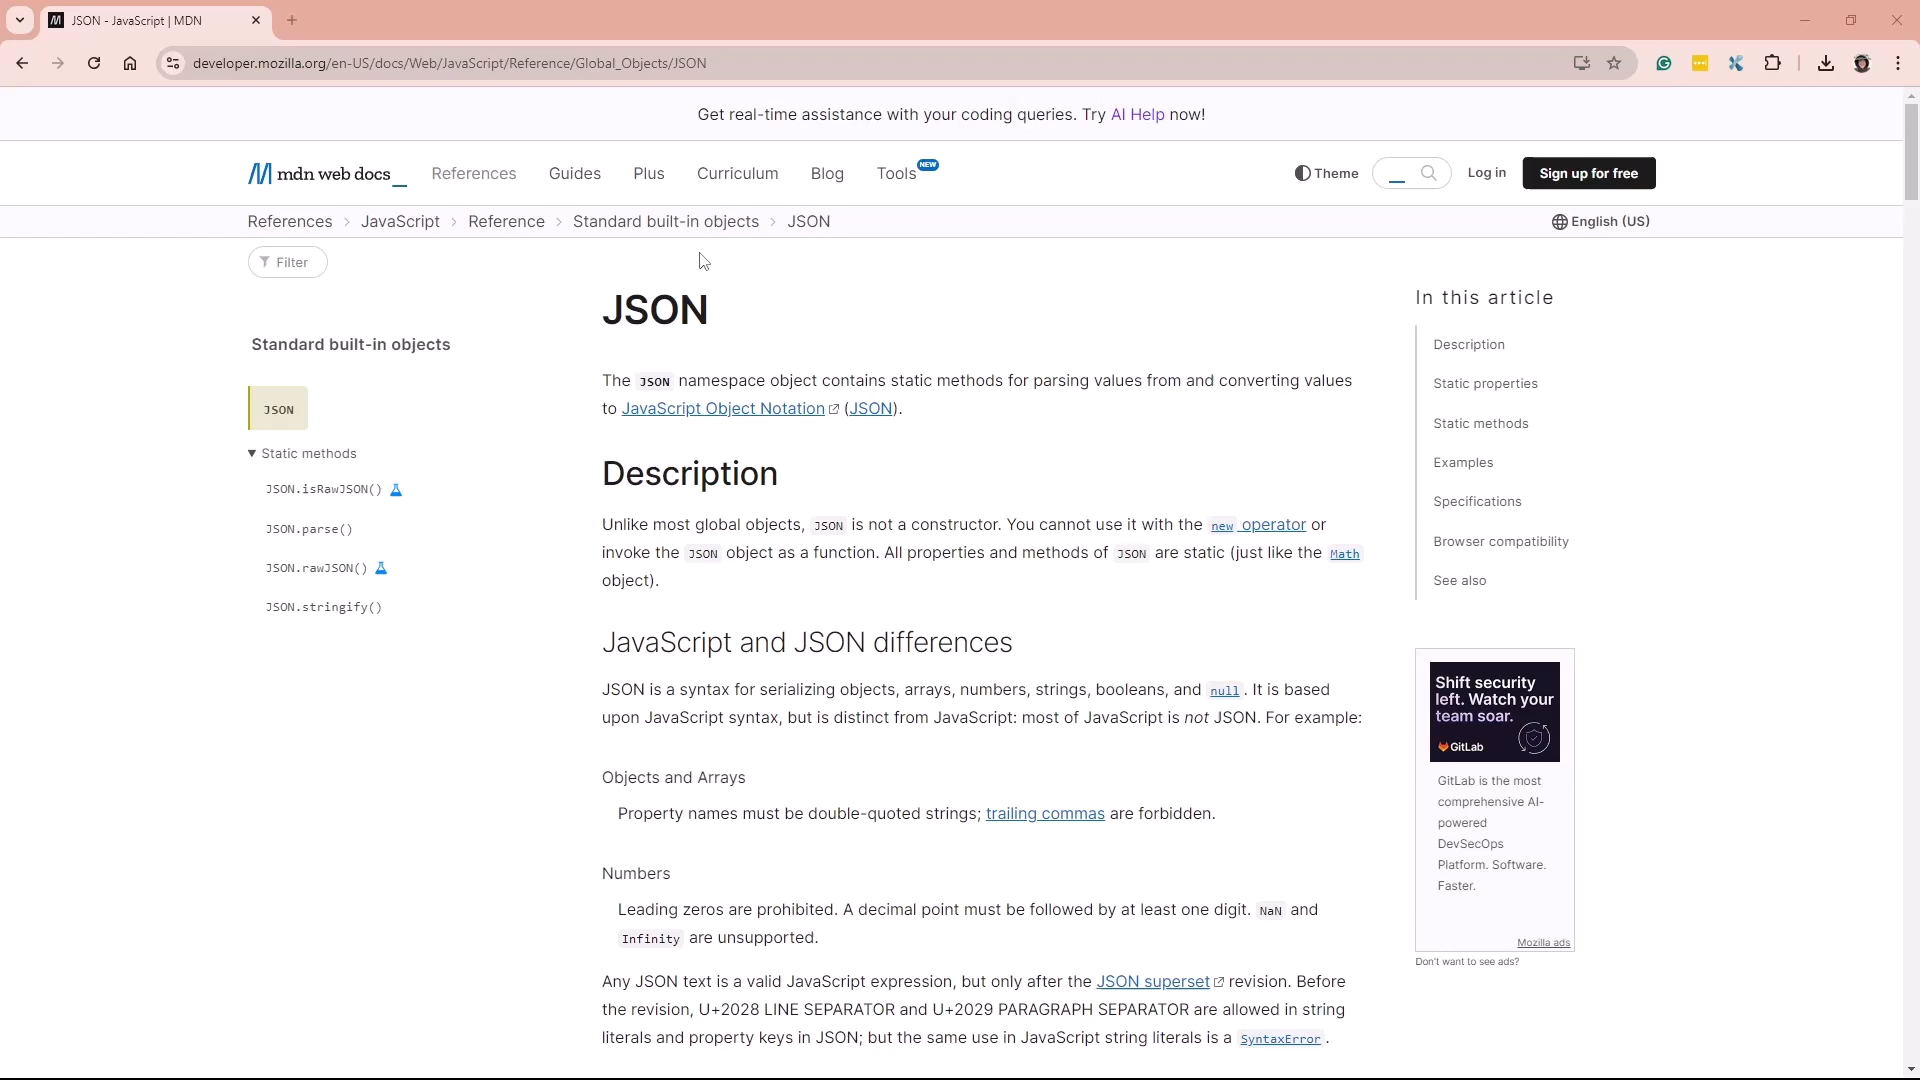 JSON - JavaScript | MDN
developer.mozilla.org/en-US/docs/Web/JavaScript/Reference/Global_Objects/JSON
Get real-time assistance with your coding queries. Try AI Help now!
mdn web docs_
References
Guides
Plus
Curriculum
Blog
Tools NEW
Theme
Log in
Sign up for free
References > JavaScript > Reference > Standard built-in objects > JSON
English (US)
Filter
Standard built-in objects
JSON
Static methods
JSON.isRawJSON()
JSON.parse()
JSON.rawJSON()
JSON.stringify()
JSON
The JSON namespace object contains static methods for parsing values from and converting values
to JavaScript Object Notation (JSON).
Description
Unlike most global objects, JSON is not a constructor. You cannot use it with the new operator or
invoke the JSON object as a function. All properties and methods of JSON are static (just like the Math
object).
JavaScript and JSON differences
JSON is a syntax for serializing objects, arrays, numbers, strings, booleans, and null. It is based
upon JavaScript syntax, but is distinct from JavaScript: most of JavaScript is not JSON. For example:
Objects and Arrays
Property names must be double-quoted strings; trailing commas are forbidden.
Numbers
Leading zeros are prohibited. A decimal point must be followed by at least one digit. NaN and
Infinity are unsupported.
Any JSON text is a valid JavaScript expression, but only after the JSON superset revision. Before
the revision, U+2028 LINE SEPARATOR and U+2029 PARAGRAPH SEPARATOR are allowed in string
literals and property keys in JSON; but the same use in JavaScript string literals is a SyntaxError.
In this article
Description
Static properties
Static methods
Examples
Specifications
Browser compatibility
See also
Shift security
left. Watch your
team soar.
GitLab
GitLab is the most
comprehensive AI-
powered
DevSecOps
Platform. Software.
Faster.
Mozilla ads
Don't want to see ads?